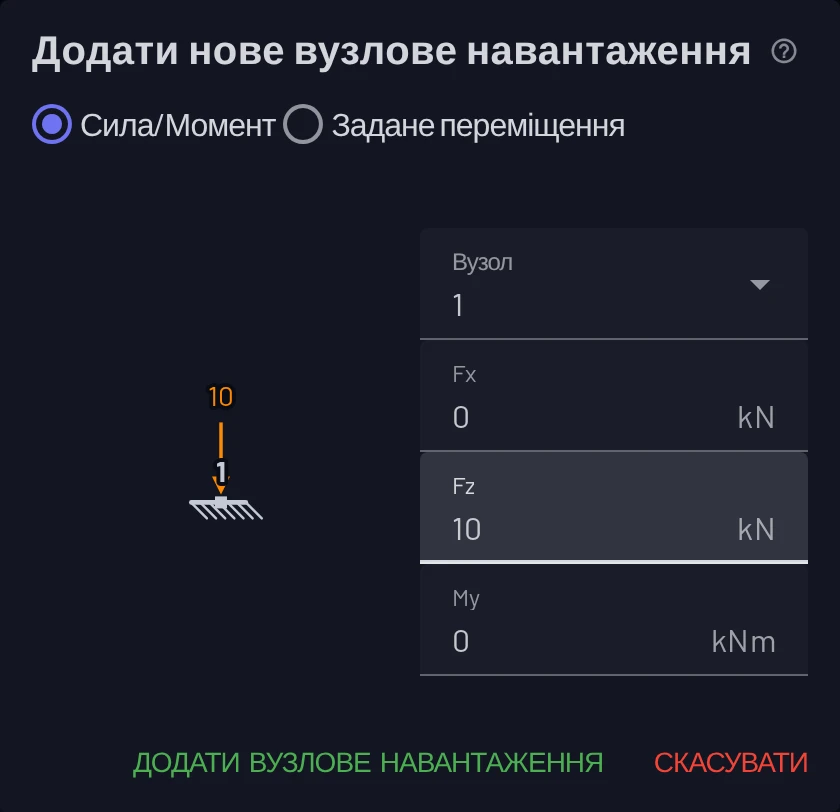 Додати нове вузлове навантаження ?
Сила/Момент Задане переміщення
Вузол
1
Fx
0 kN
10
1
Fz
10 kN
My
0 kNm
ДОДАТИ ВУЗЛОВЕ НАВАНТАЖЕННЯ СКАСУВАТИ